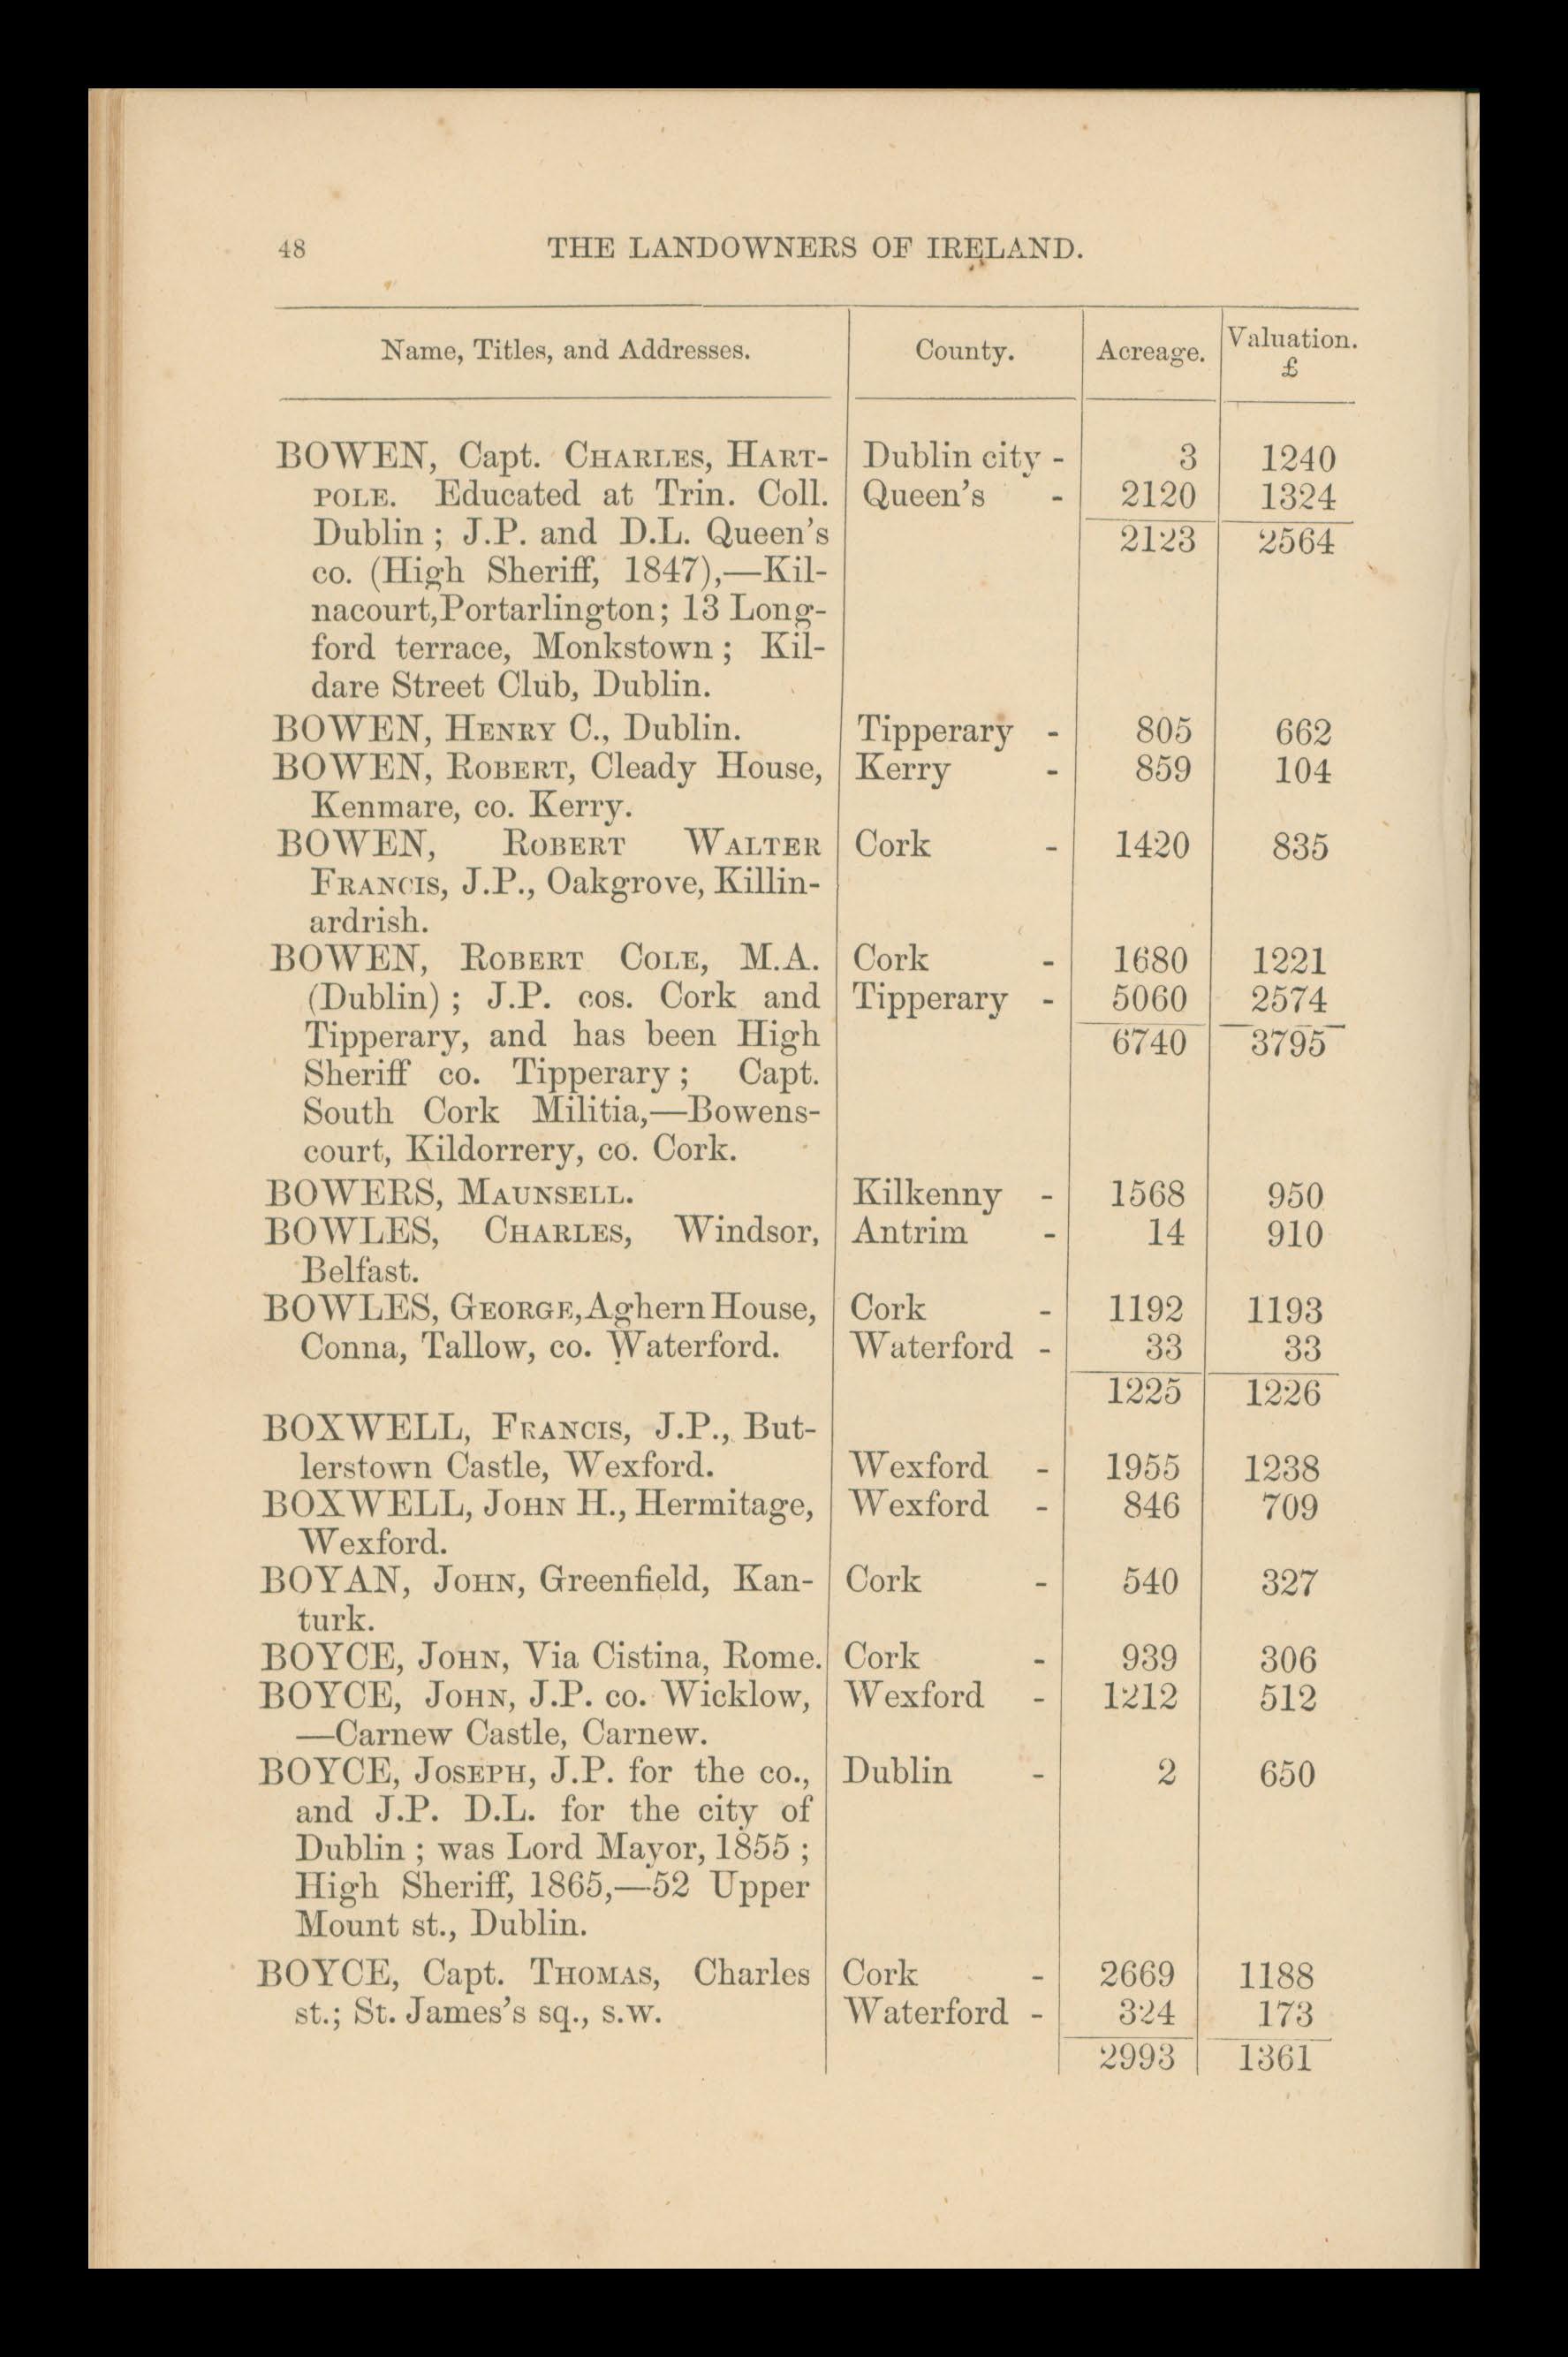 48 THE LANDOWNERS OF IRELAND.
Name, Titles, and Addresses. County. Acreage. Valuation. £
BOWEN, Capt. CHARLES, HART- Dublin city - 3 1240
POLE. Educated at Trin. Coll. Queen's - 2120 1324
Dublin ; J.P. and D.L. Queen's 2123 2564
co. (High Sheriff, 1847),—Kil-
nacourt,Portarlington; 13 Long-
ford terrace, Monkstown ; Kil-
dare Street Club, Dublin.
BOWEN, HENRY C., Dublin. Tipperary - 805 662
BOWEN, ROBERT, Cleady House, Kerry - 859 104
Kenmare, co. Kerry.
BOWEN, ROBERT WALTER Cork - 1420 835
FRANCIS, J.P., Oakgrove, Killin-
ardrish.
BOWEN, ROBERT COLE, M.A. Cork - 1680 1221
(Dublin) ; J.P. cos. Cork and Tipperary - 5060 2574
Tipperary, and has been High 6740 3795
Sheriff co. Tipperary ; Capt.
South Cork Militia,—Bowens-
court, Kildorrery, co. Cork.
BOWERS, MAUNSELL. Kilkenny - 1568 950
BOWLES, CHARLES, Windsor, Antrim - 14 910
Belfast.
BOWLES, GEORGE, Aghern House, Cork - 1192 1193
Conna, Tallow, co. Waterford. Waterford - 33 33
1225 1226
BOXWELL, FRANCIS, J.P., But-
lerstown Castle, Wexford. Wexford - 1955 1238
BOXWELL, JOHN H., Hermitage, Wexford - 846 709
Wexford.
BOYAN, JOHN, Greenfield, Kan- Cork - 540 327
turk.
BOYCE, JOHN, Via Cistina, Rome. Cork - 939 306
BOYCE, JOHN, J.P. co. Wicklow, Wexford - 1212 512
—Carnew Castle, Carnew.
BOYCE, JOSEPH, J.P. for the co., Dublin - 2 650
and J.P. D.L. for the city of
Dublin ; was Lord Mayor, 1855 ;
High Sheriff, 1865,—52 Upper
Mount st., Dublin.
BOYCE, Capt. THOMAS, Charles Cork - 2669 1188
st.; St. James's sq., s.w. Waterford - 324 173
2993 1361